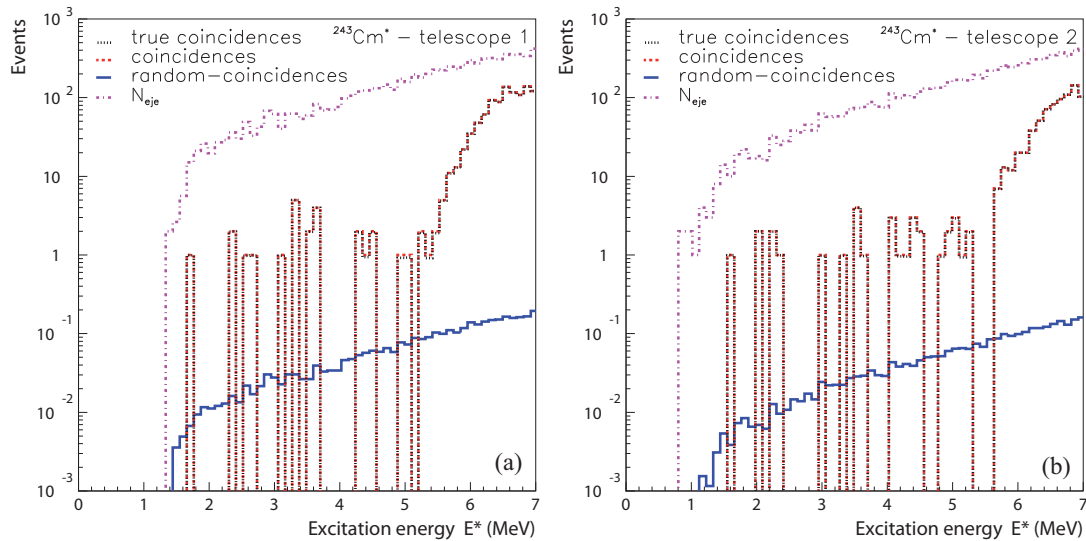 Events
10³
10²
10
1
10⁻¹
10⁻²
10⁻³
true coincidences
coincidences
random−coincidences
N_eje
²⁴³Cm* − telescope 1
(a)
0 1 2 3 4 5 6 7
Excitation energy E* (MeV)
Events
10³
10²
10
1
10⁻¹
10⁻²
10⁻³
true coincidences
coincidences
random−coincidences
N_eje
²⁴³Cm* − telescope 2
(b)
0 1 2 3 4 5 6 7
Excitation energy E* (MeV)